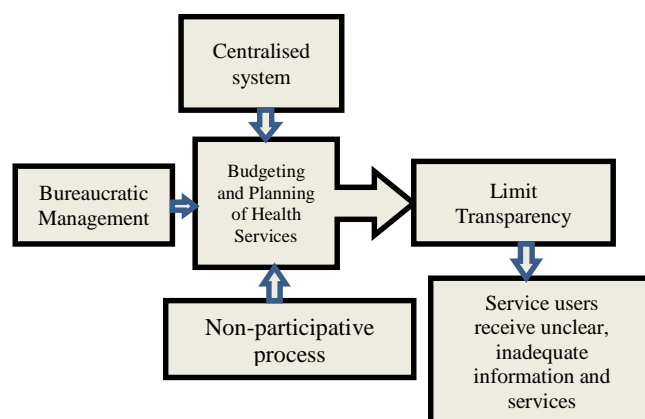 Centralised
system
Budgeting
and Planning
of Health
Services
Bureaucratic
Management
Limit
Transparency
Non-participative
process
Service users
receive unclear,
inadequate
information and
services